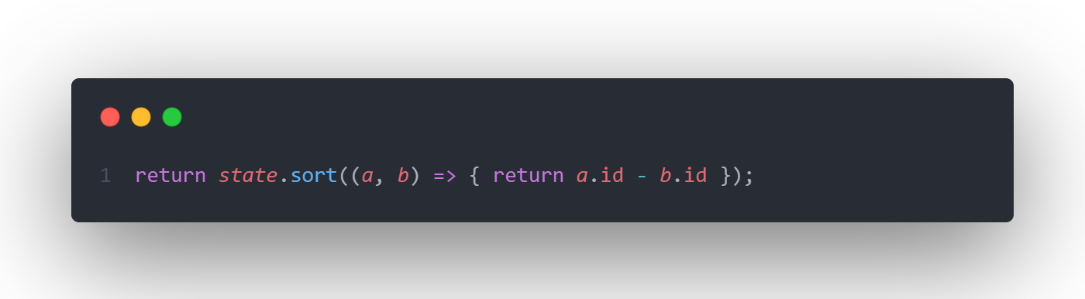 1 return state.sort((a, b) => { return a.id - b.id });